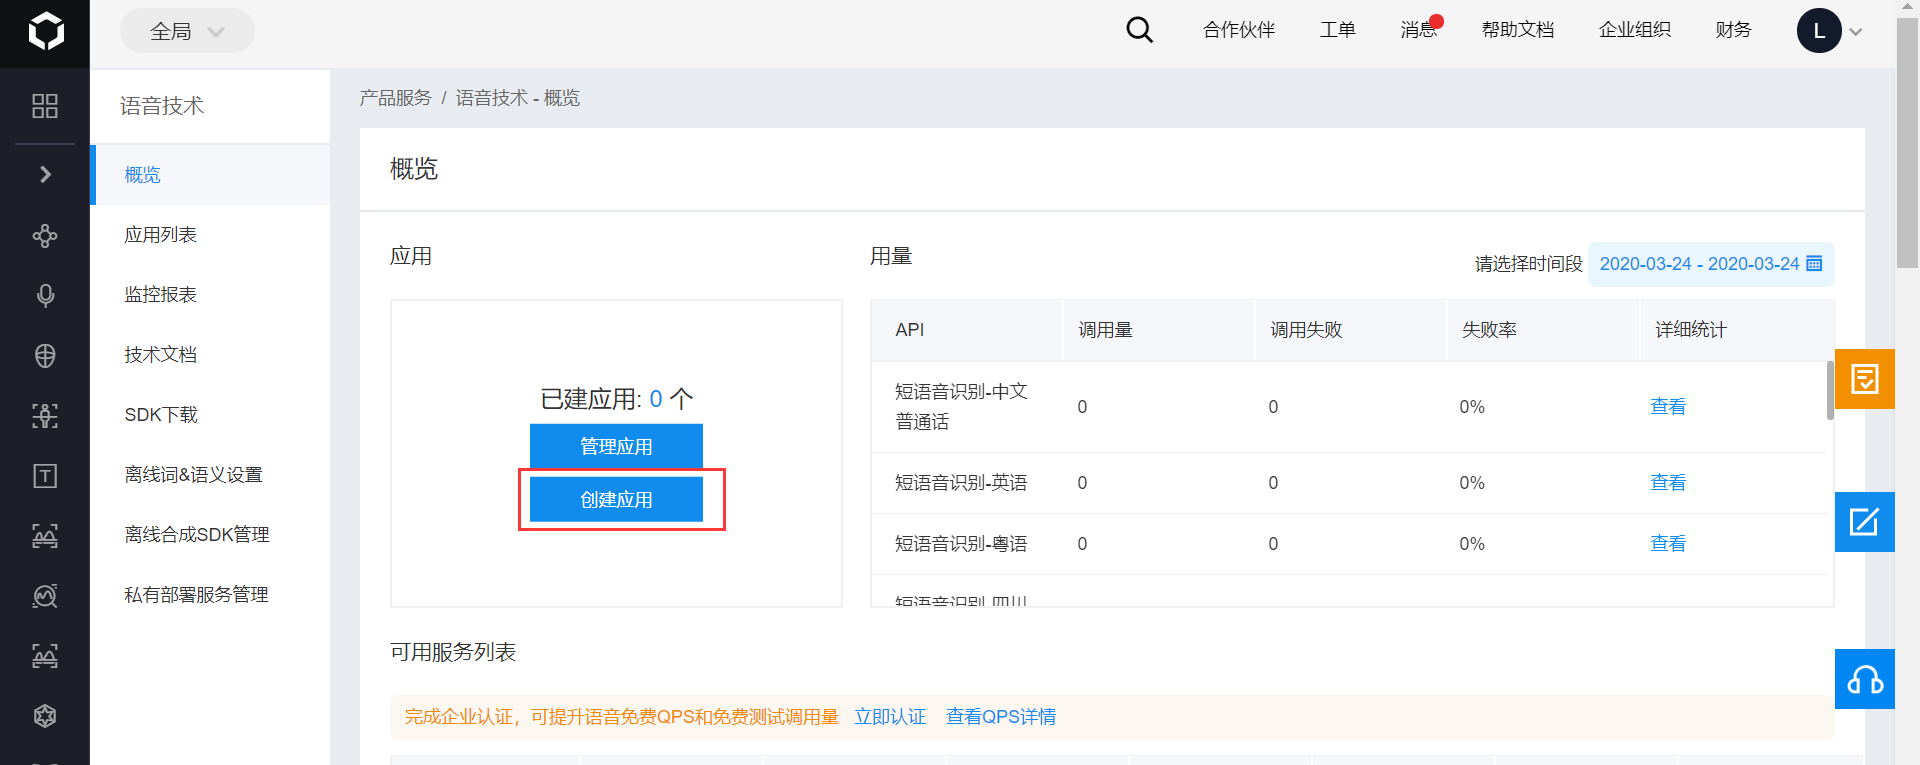 全局
合作伙伴
工单
消息
帮助文档
企业组织
财务
L
语音技术
概览
应用列表
监控报表
技术文档
SDK下载
离线词&语义设置
离线合成SDK管理
私有部署服务管理
产品服务 / 语音技术 - 概览
概览
应用
已建应用: 0 个
管理应用
创建应用
用量
请选择时间段 2020-03-24 - 2020-03-24
API 调用量 调用失败 失败率 详细统计
短语音识别-中文
普通话 0 0 0% 查看
短语音识别-英语 0 0 0% 查看
短语音识别-粤语 0 0 0% 查看
短语音识别-四川
可用服务列表
完成企业认证，可提升语音免费QPS和免费测试调用量 立即认证 查看QPS详情